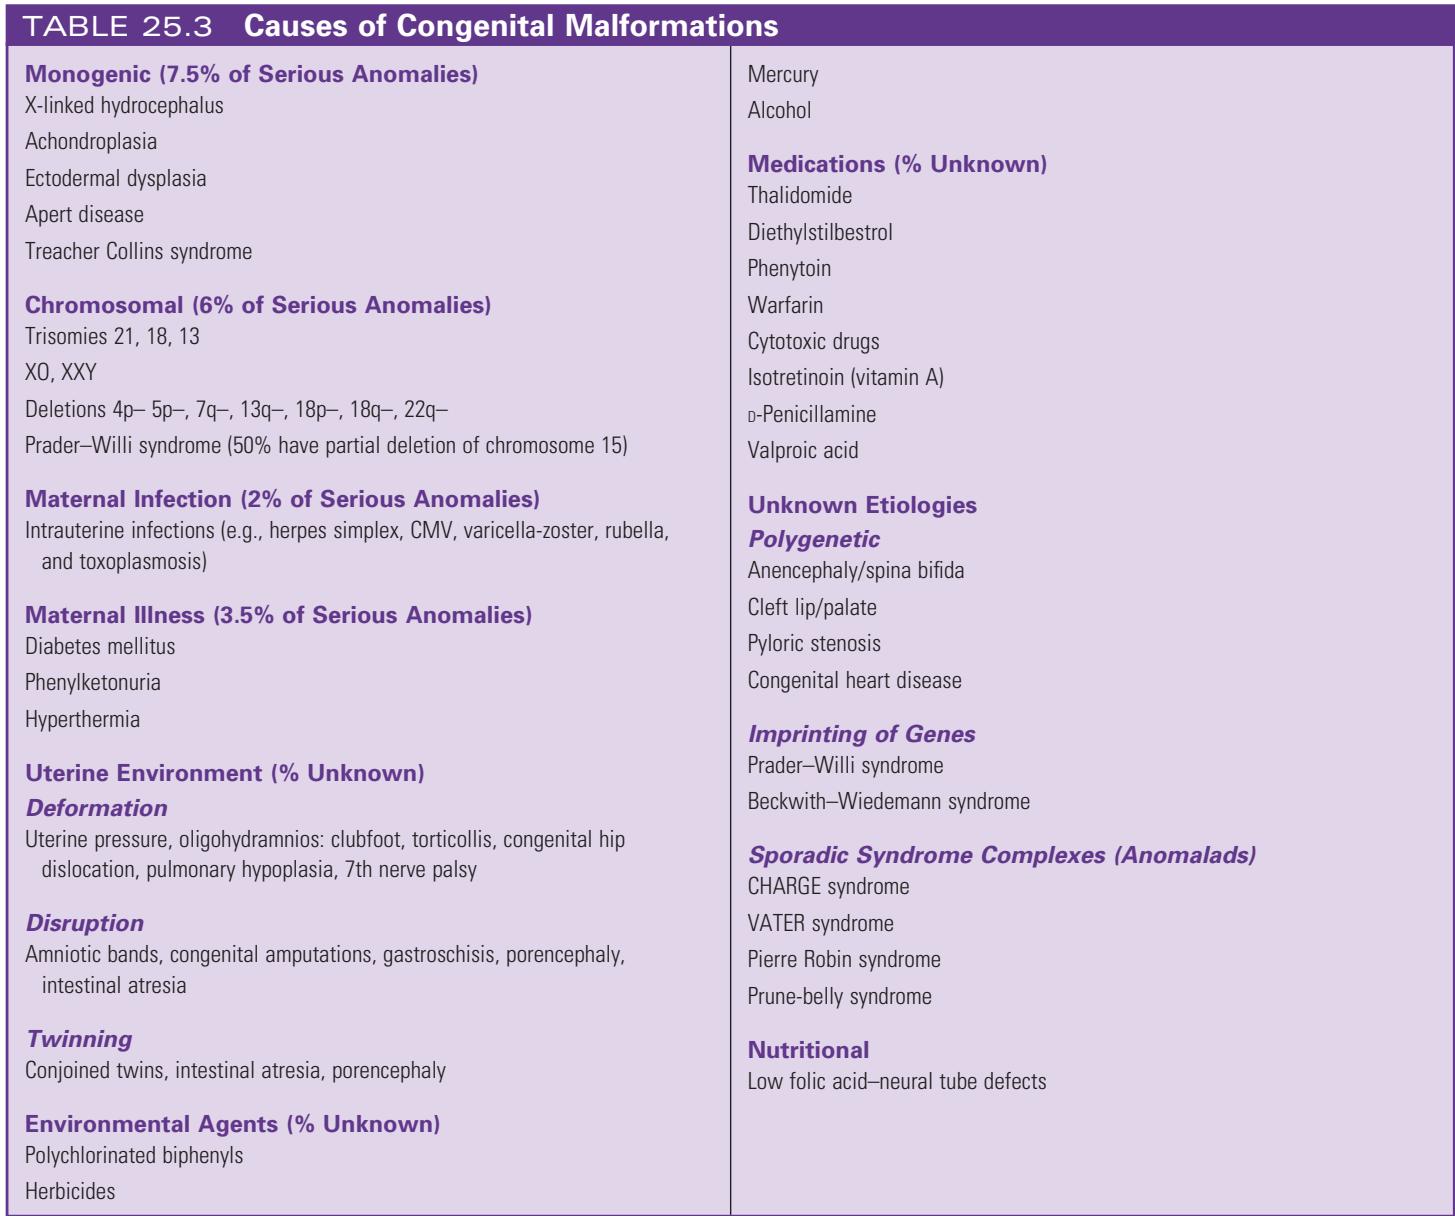 TABLE 25.3 Causes of Congenital Malformations
Monogenic (7.5% of Serious Anomalies)
X-linked hydrocephalus
Achondroplasia
Ectodermal dysplasia
Apert disease
Treacher Collins syndrome
Chromosomal (6% of Serious Anomalies)
Trisomies 21, 18, 13
XO, XXY
Deletions 4p– 5p–, 7q–, 13q–, 18p–, 18q–, 22q–
Prader–Willi syndrome (50% have partial deletion of chromosome 15)
Maternal Infection (2% of Serious Anomalies)
Intrauterine infections (e.g., herpes simplex, CMV, varicella-zoster, rubella,
and toxoplasmosis)
Maternal Illness (3.5% of Serious Anomalies)
Diabetes mellitus
Phenylketonuria
Hyperthermia
Uterine Environment (% Unknown)
Deformation
Uterine pressure, oligohydramnios: clubfoot, torticollis, congenital hip
dislocation, pulmonary hypoplasia, 7th nerve palsy
Disruption
Amniotic bands, congenital amputations, gastroschisis, porencephaly,
intestinal atresia
Twinning
Conjoined twins, intestinal atresia, porencephaly
Environmental Agents (% Unknown)
Polychlorinated biphenyls
Herbicides
Mercury
Alcohol
Medications (% Unknown)
Thalidomide
Diethylstilbestrol
Phenytoin
Warfarin
Cytotoxic drugs
Isotretinoin (vitamin A)
D-Penicillamine
Valproic acid
Unknown Etiologies
Polygenetic
Anencephaly/spina bifida
Cleft lip/palate
Pyloric stenosis
Congenital heart disease
Imprinting of Genes
Prader–Willi syndrome
Beckwith–Wiedemann syndrome
Sporadic Syndrome Complexes (Anomalads)
CHARGE syndrome
VATER syndrome
Pierre Robin syndrome
Prune-belly syndrome
Nutritional
Low folic acid–neural tube defects